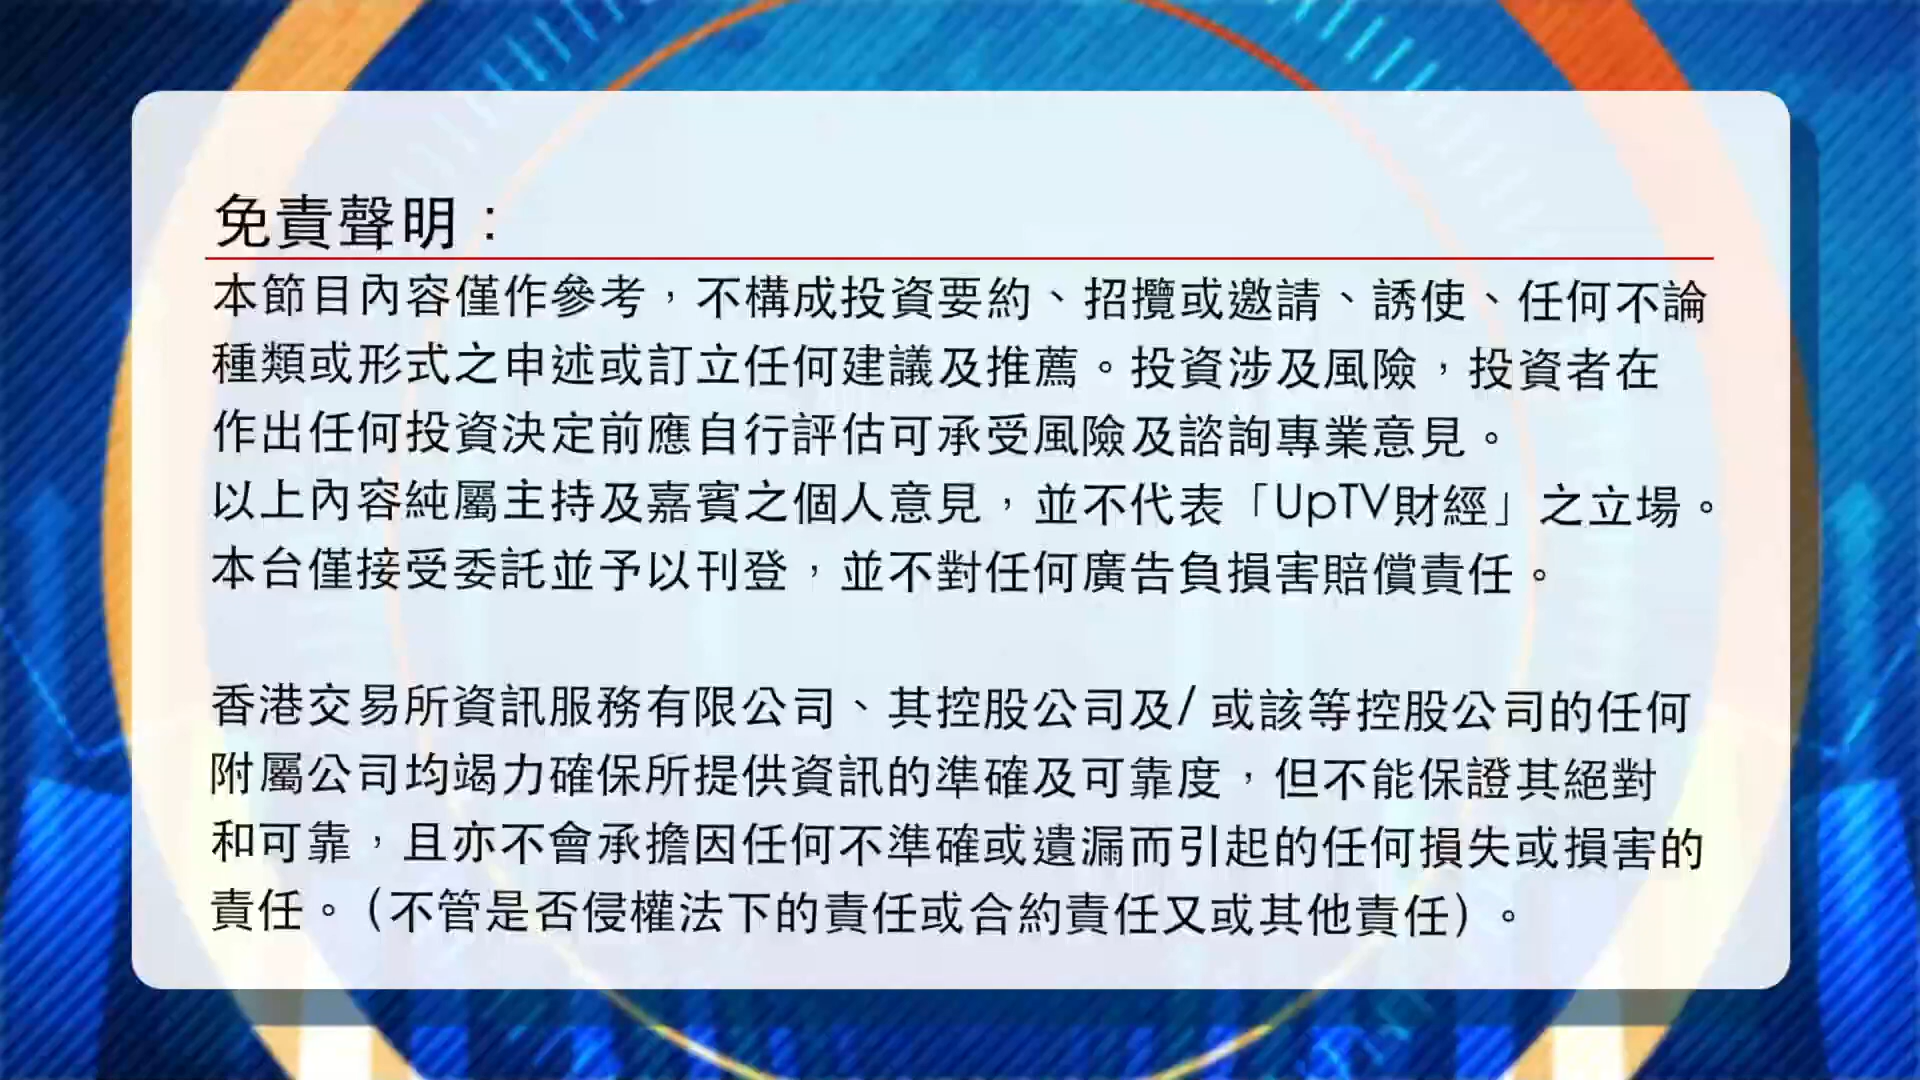 免責聲明：
本節目內容僅作參考，不構成投資要約、招攬或邀請、誘使、任何不論
種類或形式之申述或訂立任何建議及推薦。投資涉及風險，投資者在
作出任何投資決定前應自行評估可承受風險及諮詢專業意見。
以上內容純屬主持及嘉賓之個人意見，並不代表「UpTV財經」之立場。
本台僅接受委託並予以刊登，並不對任何廣告負損害賠償責任。
香港交易所資訊服務有限公司、其控股公司及/ 或該等控股公司的任何
附屬公司均竭力確保所提供資訊的準確及可靠度，但不能保證其絕對
和可靠，且亦不會承擔因任何不準確或遺漏而引起的任何損失或損害的
責任。（不管是否侵權法下的責任或合約責任又或其他責任）。